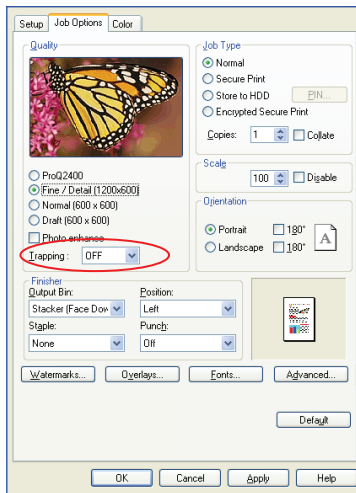 Setup Job Options Color
Quality
ProQ2400
Fine / Detail (1200x600)
Normal (600 x 600)
Draft (600 x 600)
Photo enhance
Trapping : OFF
Job Type
Normal
Secure Print
Store to HDD PIN...
Encrypted Secure Print
Copies: 1 Collate
Scale
100 Disable
Orientation
Portrait 180°
Landscape 180°
A
Finisher
Output Bin: Position:
Stacker (Face Dow Left
Staple: Punch:
None Off
Watermarks... Overlays... Fonts... Advanced...
Default
OK Cancel Apply Help